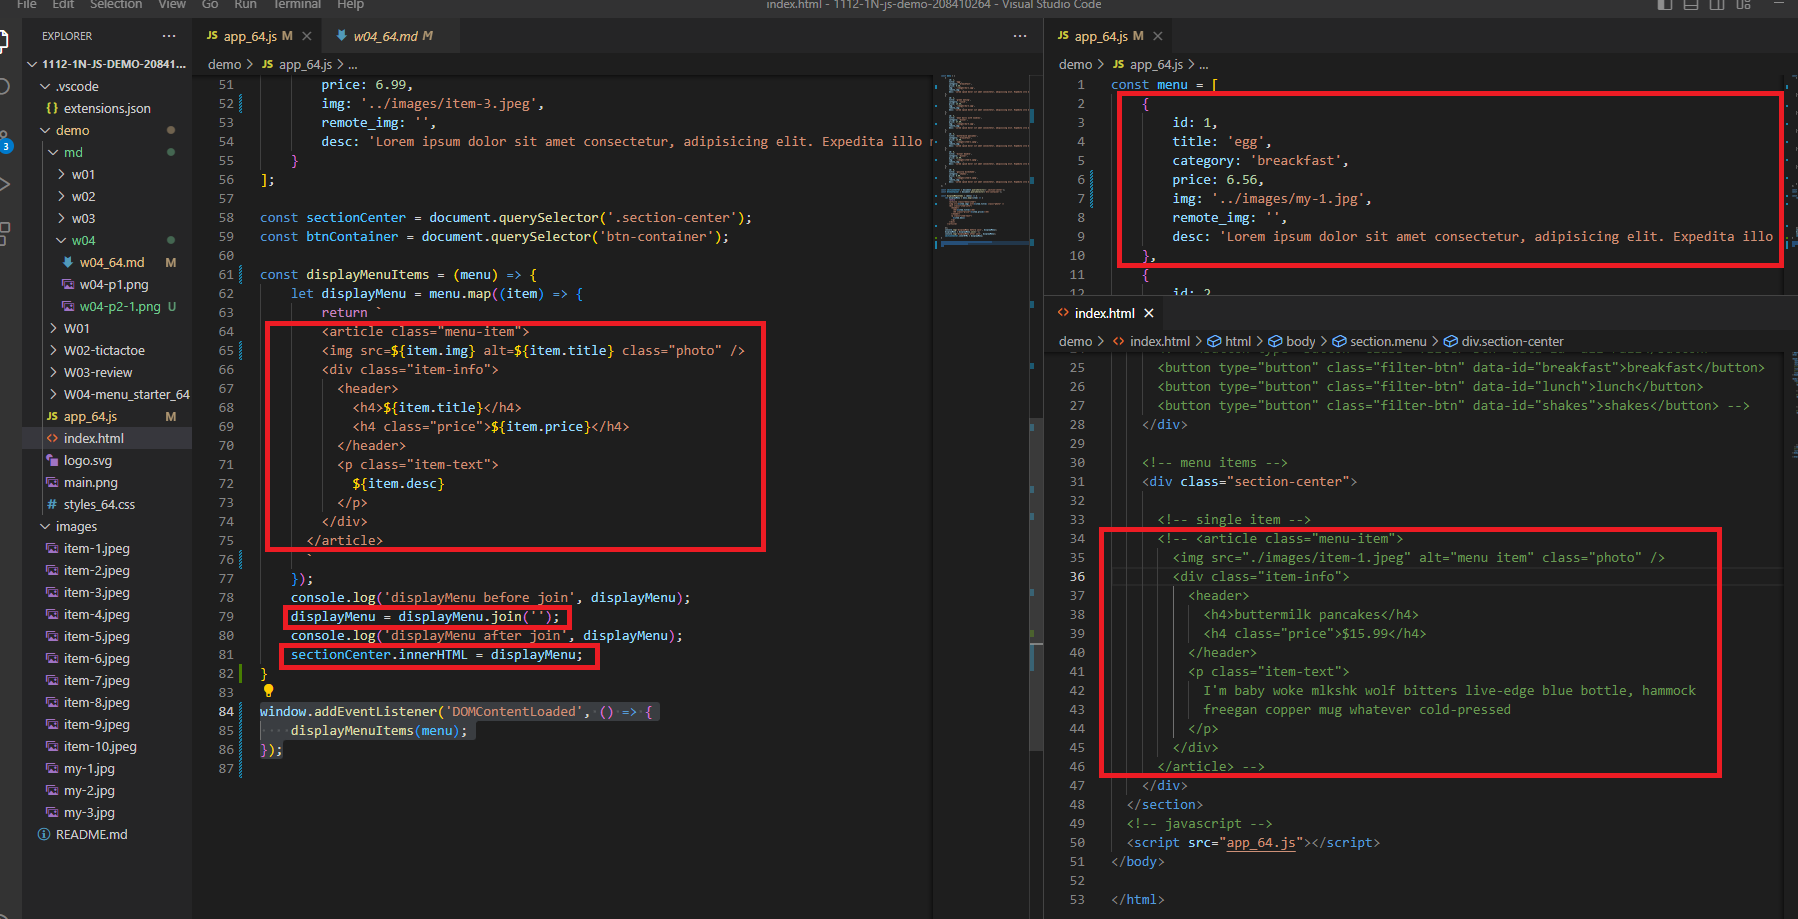 File Edit Selection View Go Run Terminal Help
index.html - 1112-1N-js-demo-208410264 - Visual Studio Code
EXPLORER ...
1112-1N-JS-DEMO-20841...
.vscode
{} extensions.json
demo
md
w01
w02
w03
w04
w04_64.md M
w04-p1.png
w04-p2-1.png U
W01
W02-tictactoe
W03-review
W04-menu_starter_64
JS app_64.js M
<> index.html
logo.svg
main.png
# styles_64.css
images
item-1.jpeg
item-2.jpeg
item-3.jpeg
item-4.jpeg
item-5.jpeg
item-6.jpeg
item-7.jpeg
item-8.jpeg
item-9.jpeg
item-10.jpeg
my-1.jpg
my-2.jpg
my-3.jpg
README.md
3
JS app_64.js M
w04_64.md M
...
demo > JS app_64.js > ...
51 price: 6.99,
52 img: '../images/item-3.jpeg',
53 remote_img: '',
54 desc: 'Lorem ipsum dolor sit amet consectetur, adipisicing elit. Expedita illo
55 }
56 ];
57
58 const sectionCenter = document.querySelector('.section-center');
59 const btnContainer = document.querySelector('btn-container');
60
61 const displayMenuItems = (menu) => {
62 let displayMenu = menu.map((item) => {
63 return `
64 <article class="menu-item">
65 <img src=${item.img} alt=${item.title} class="photo" />
66 <div class="item-info">
67 <header>
68 <h4>${item.title}</h4>
69 <h4 class="price">${item.price}</h4>
70 </header>
71 <p class="item-text">
72 ${item.desc}
73 </p>
74 </div>
75 </article>
76 `
77 });
78 console.log('displayMenu before join', displayMenu);
79 displayMenu = displayMenu.join('');
80 console.log('displayMenu after join', displayMenu);
81 sectionCenter.innerHTML = displayMenu;
82 }
83
84 window.addEventListener('DOMContentLoaded', () => {
85 displayMenuItems(menu);
86 });
87
JS app_64.js M
demo > JS app_64.js > ...
1 const menu = [
2 {
3 id: 1,
4 title: 'egg',
5 category: 'breackfast',
6 price: 6.56,
7 img: '../images/my-1.jpg',
8 remote_img: '',
9 desc: 'Lorem ipsum dolor sit amet consectetur, adipisicing elit. Expedita illo
10 },
11 {
12 id: 2
<> index.html
demo > <> index.html > html > body > section.menu > div.section-center
25 <button type="button" class="filter-btn" data-id="breakfast">breakfast</button>
26 <button type="button" class="filter-btn" data-id="lunch">lunch</button>
27 <button type="button" class="filter-btn" data-id="shakes">shakes</button> -->
28 </div>
29
30 <!-- menu items -->
31 <div class="section-center">
32
33 <!-- single item -->
34 <!-- <article class="menu-item">
35 <img src="./images/item-1.jpeg" alt="menu item" class="photo" />
36 <div class="item-info">
37 <header>
38 <h4>buttermilk pancakes</h4>
39 <h4 class="price">$15.99</h4>
40 </header>
41 <p class="item-text">
42 I'm baby woke mlkshk wolf bitters live-edge blue bottle, hammock
43 freegan copper mug whatever cold-pressed
44 </p>
45 </div>
46 </article> -->
47 </div>
48 </section>
49 <!-- javascript -->
50 <script src="app_64.js"></script>
51 </body>
52
53 </html>